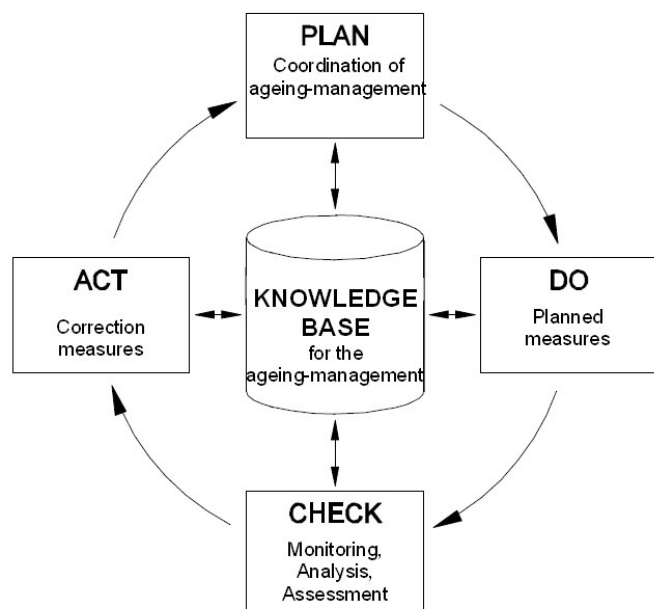 PLAN
Coordination of
ageing-management
ACT
Correction
measures
KNOWLEDGE
BASE
for the
ageing-management
DO
Planned
measures
CHECK
Monitoring,
Analysis,
Assessment